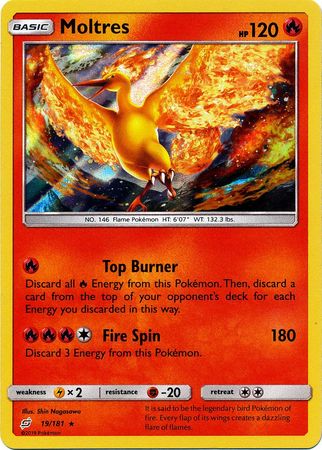 BASIC Moltres HP 120
NO. 146 Flame Pokémon HT: 6'07" WT: 132.3 lbs.
Top Burner
Discard all Energy from this Pokémon. Then, discard a
card from the top of your opponent's deck for each
Energy you discarded in this way.
Fire Spin 180
Discard 3 Energy from this Pokémon.
weakness × 2 resistance -20 retreat
Illus. Shin Nagasawa
19/181 ★
©2019 Pokémon
It is said to be the legendary bird Pokémon of
fire. Every flap of its wings creates a dazzling
flare of flames.